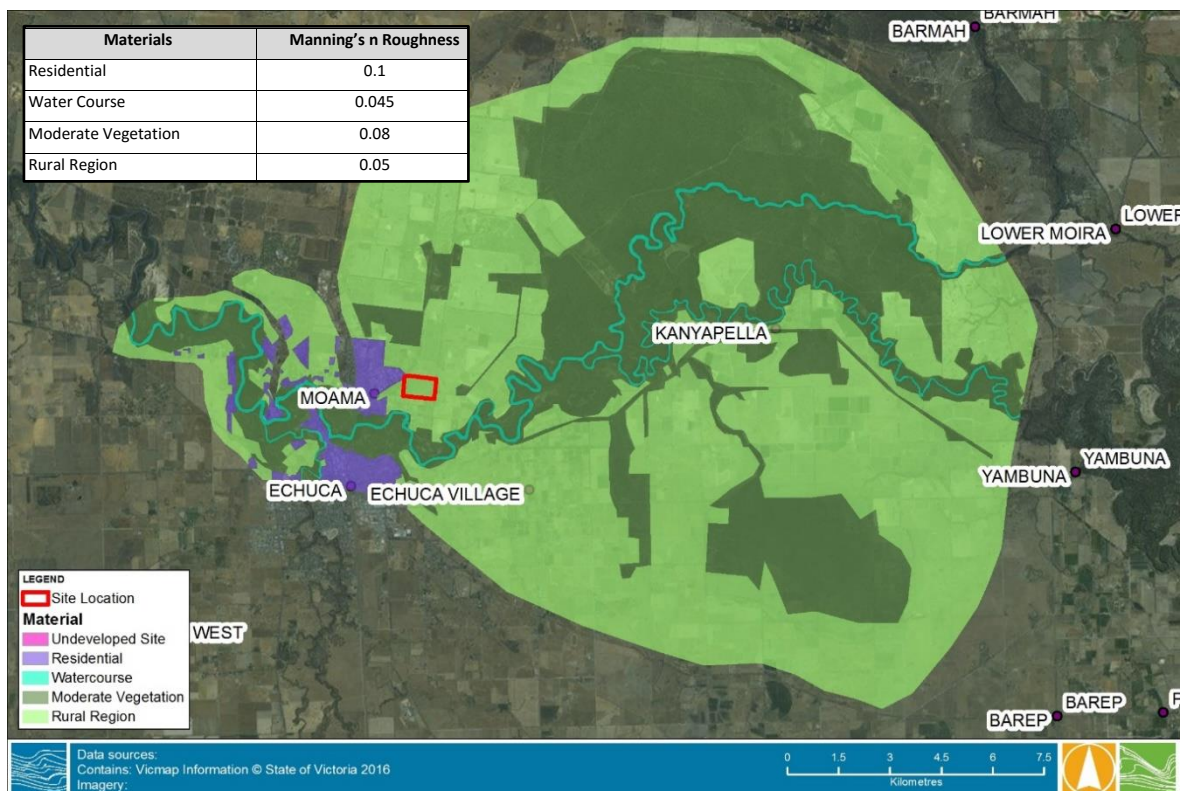 Materials Manning's n Roughness
Residential 0.1
Water Course 0.045
Moderate Vegetation 0.08
Rural Region 0.05
BARMAH
BARMAH
LOWER
LOWER MOIRA
KANYAPELLA
MOAMA
YAMBUNA
YAMBUNA
ECHUCA
ECHUCA VILLAGE
WEST
BAREP
BAREP
LEGEND
Site Location
Material
Undeveloped Site
Residential
Watercourse
Moderate Vegetation
Rural Region
Data sources:
Contains: Vicmap Information © State of Victoria 2016
Imagery:
0 1.5 3 4.5 6 7.5
Kilometres